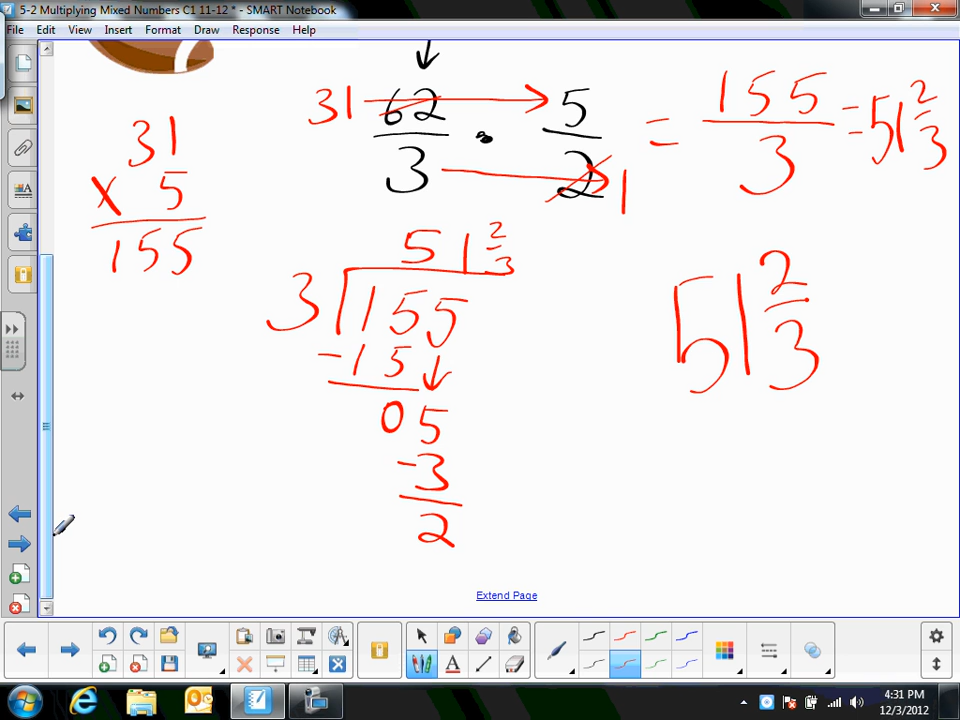 5-2 Multiplying Mixed Numbers C1 11-12 * - SMART Notebook
File Edit View Insert Format Draw Response Help
31 62/3 · 5/2 1 = 155/3 = 51 2/3
31
x 5
155
51 2/3
3 155
-15
05
-3
2
51 2/3
Extend Page
A
4:31 PM
12/3/2012